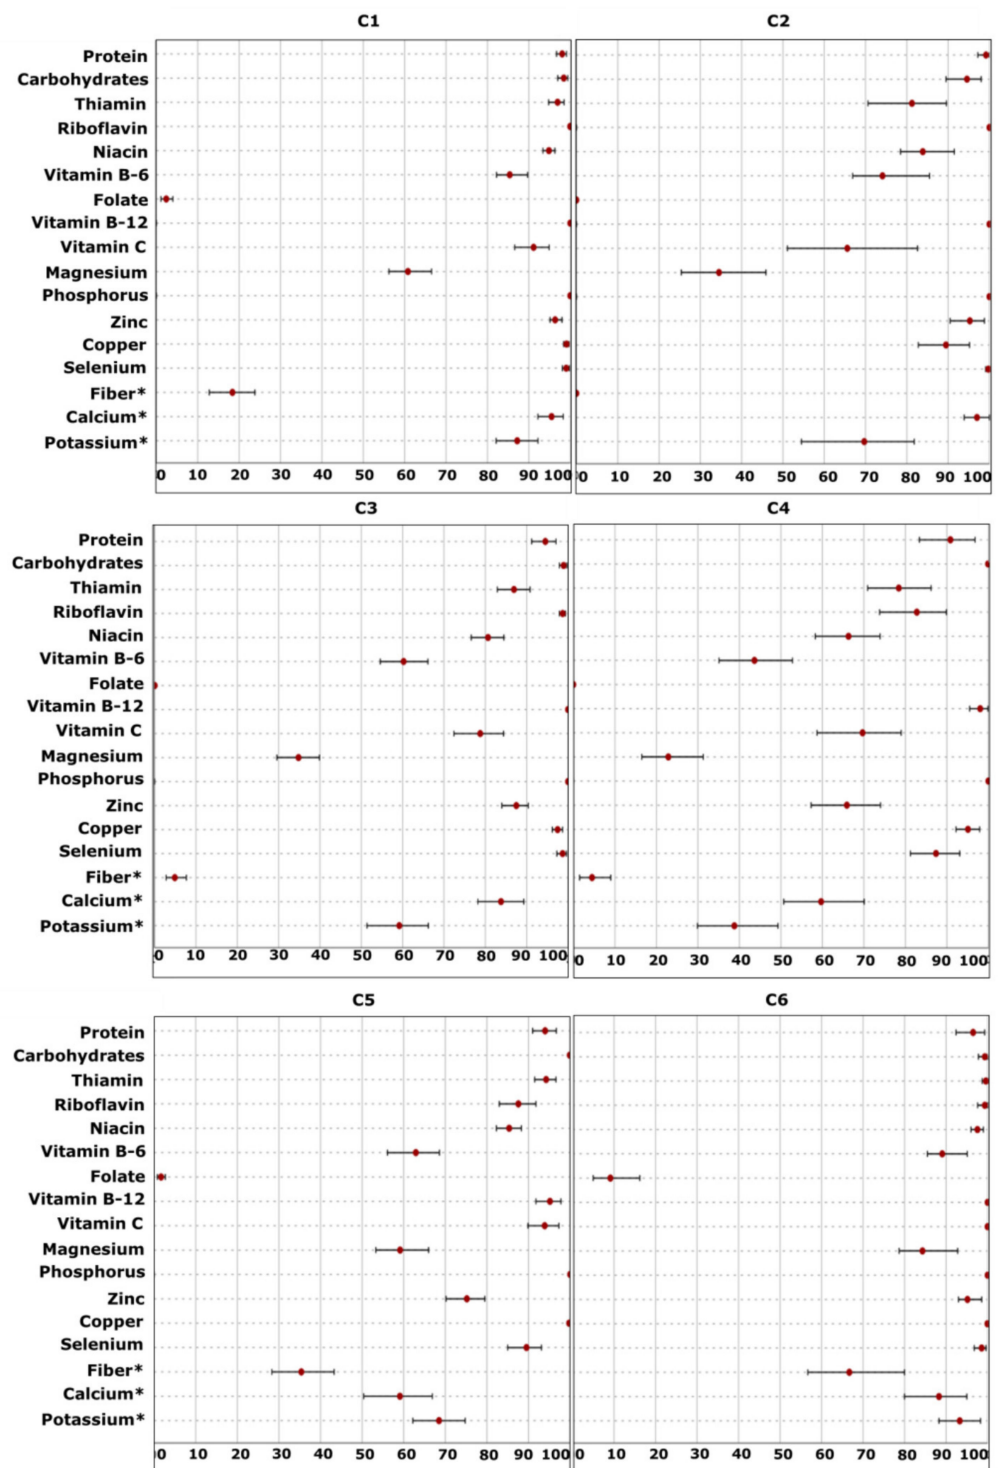 C1 C2
Protein
Carbohydrates
Thiamin
Riboflavin
Niacin
Vitamin B-6
Folate
Vitamin B-12
Vitamin C
Magnesium
Phosphorus
Zinc
Copper
Selenium
Fiber*
Calcium*
Potassium*
0 10 20 30 40 50 60 70 80 90 100 0 10 20 30 40 50 60 70 80 90 100
C3 C4
Protein
Carbohydrates
Thiamin
Riboflavin
Niacin
Vitamin B-6
Folate
Vitamin B-12
Vitamin C
Magnesium
Phosphorus
Zinc
Copper
Selenium
Fiber*
Calcium*
Potassium*
0 10 20 30 40 50 60 70 80 90 100 0 10 20 30 40 50 60 70 80 90 100
C5 C6
Protein
Carbohydrates
Thiamin
Riboflavin
Niacin
Vitamin B-6
Folate
Vitamin B-12
Vitamin C
Magnesium
Phosphorus
Zinc
Copper
Selenium
Fiber*
Calcium*
Potassium*
0 10 20 30 40 50 60 70 80 90 100 0 10 20 30 40 50 60 70 80 90 100